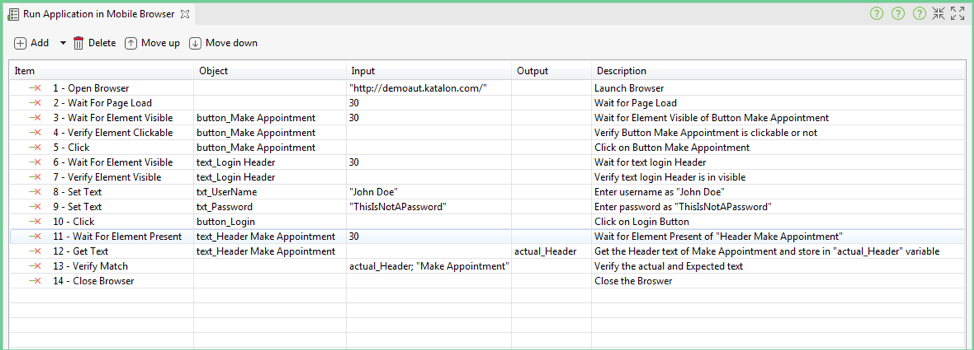 Run Application in Mobile Browser
Add Delete Move up Move down
Item Object Input Output Description
1 - Open Browser "http://demoaut.katalon.com/" Launch Browser
2 - Wait For Page Load 30 Wait for Page Load
3 - Wait For Element Visible button_Make Appointment 30 Wait for Element Visible of Button Make Appointment
4 - Verify Element Clickable button_Make Appointment Verify Button Make Appointment is clickable or not
5 - Click button_Make Appointment Click on Button Make Appointment
6 - Wait For Element Visible text_Login Header 30 Wait for text login Header
7 - Verify Element Visible text_Login Header Verify text login Header is in visible
8 - Set Text txt_UserName "John Doe" Enter username as "John Doe"
9 - Set Text txt_Password "ThisIsNotAPassword" Enter password as "ThisIsNotAPassword"
10 - Click button_Login Click on Login Button
11 - Wait For Element Present text_Header Make Appointment 30 Wait for Element Present of "Header Make Appointment"
12 - Get Text text_Header Make Appointment actual_Header Get the Header text of Make Appointment and store in "actual_Header" variable
13 - Verify Match actual_Header; "Make Appointment" Verify the actual and Expected text
14 - Close Browser Close the Broswer